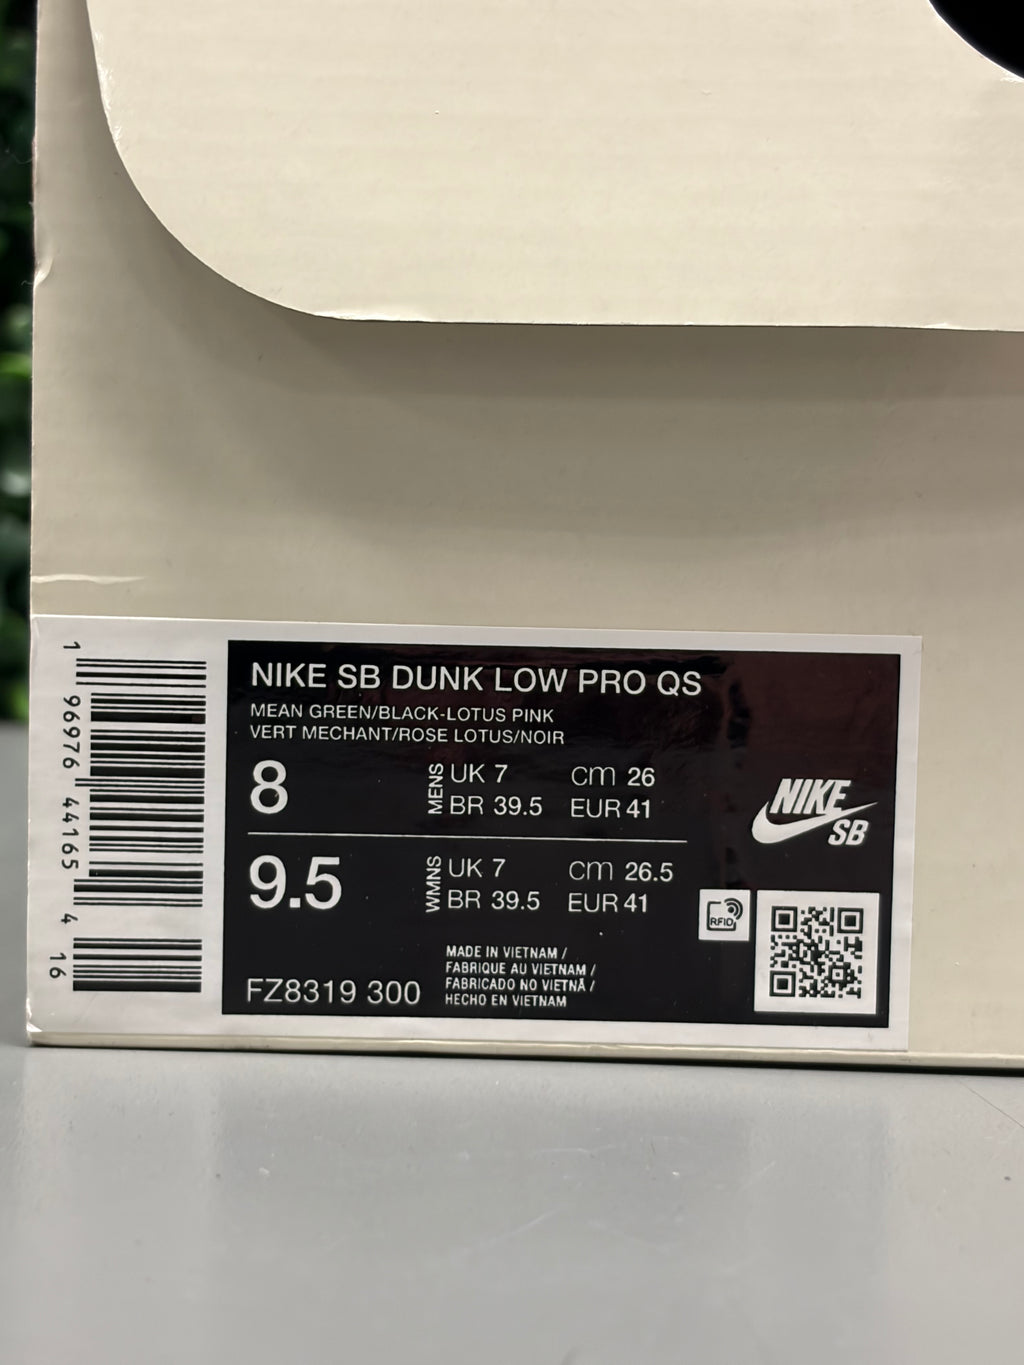 1 96976 44165 4 16
NIKE SB DUNK LOW PRO QS
MEAN GREEN/BLACK-LOTUS PINK
VERT MECHANT/ROSE LOTUS/NOIR
8 MENS UK 7 cm 26
BR 39.5 EUR 41
9.5 WMNS UK 7 cm 26.5
BR 39.5 EUR 41
NIKE
SB
RFID
MADE IN VIETNAM /
FABRIQUE AU VIETNAM /
FABRICADO NO VIETNÃ /
HECHO EN VIETNAM
FZ8319 300